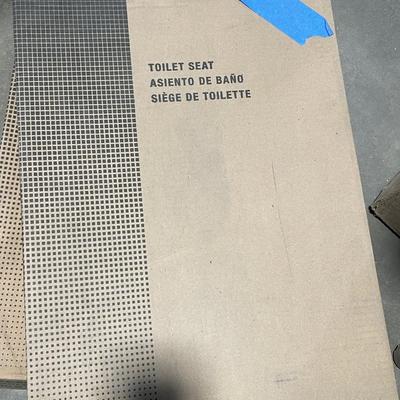 TOILET SEAT
ASIENTO DE BAÑO
SIÈGE DE TOILETTE